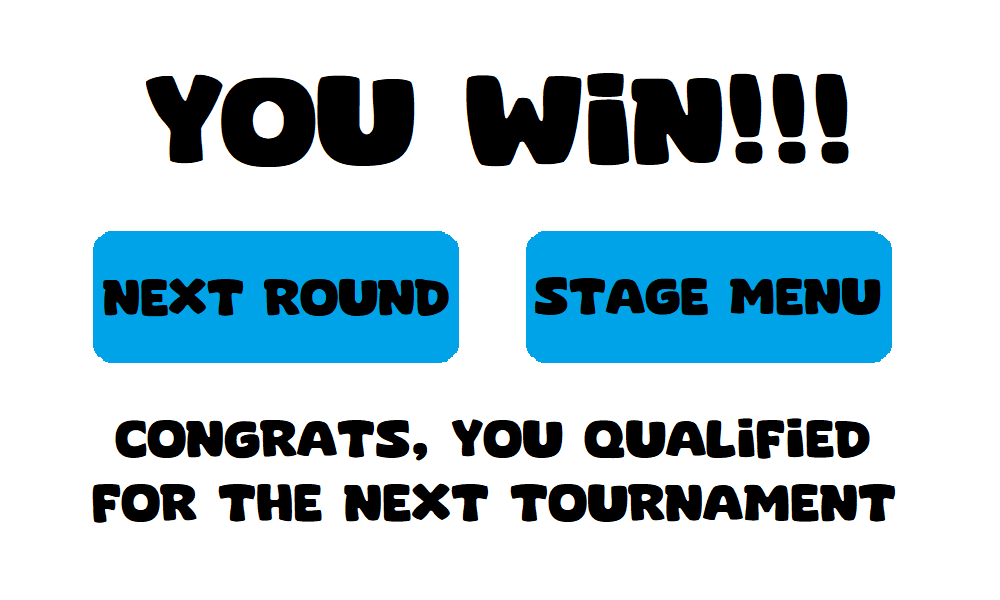 YOU WiN!!!
NEXT ROUND
STAGE MENU
CONGRATS, YOU QUALiFiED
FOR THE NEXT TOURNAMENT